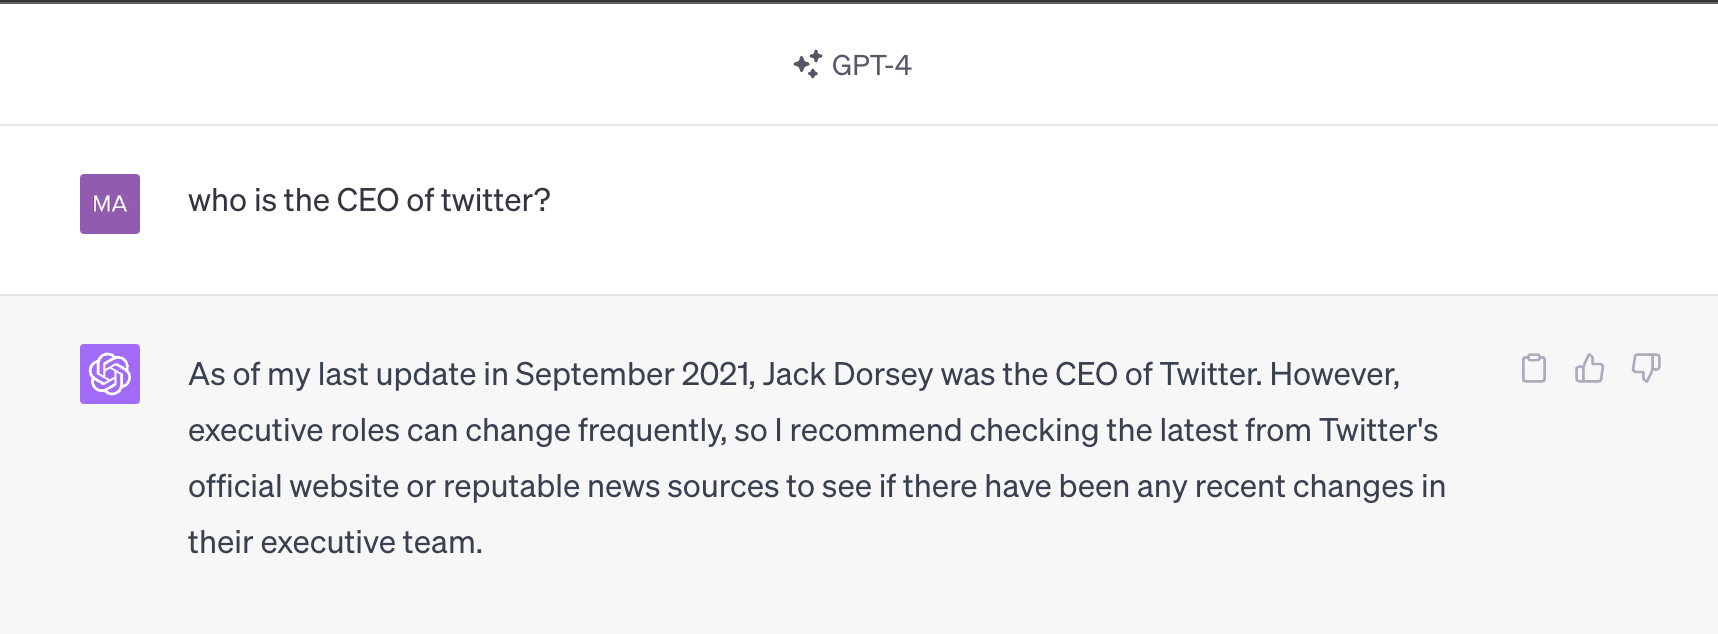 GPT-4
MA
who is the CEO of twitter?
As of my last update in September 2021, Jack Dorsey was the CEO of Twitter. However,
executive roles can change frequently, so I recommend checking the latest from Twitter's
official website or reputable news sources to see if there have been any recent changes in
their executive team.